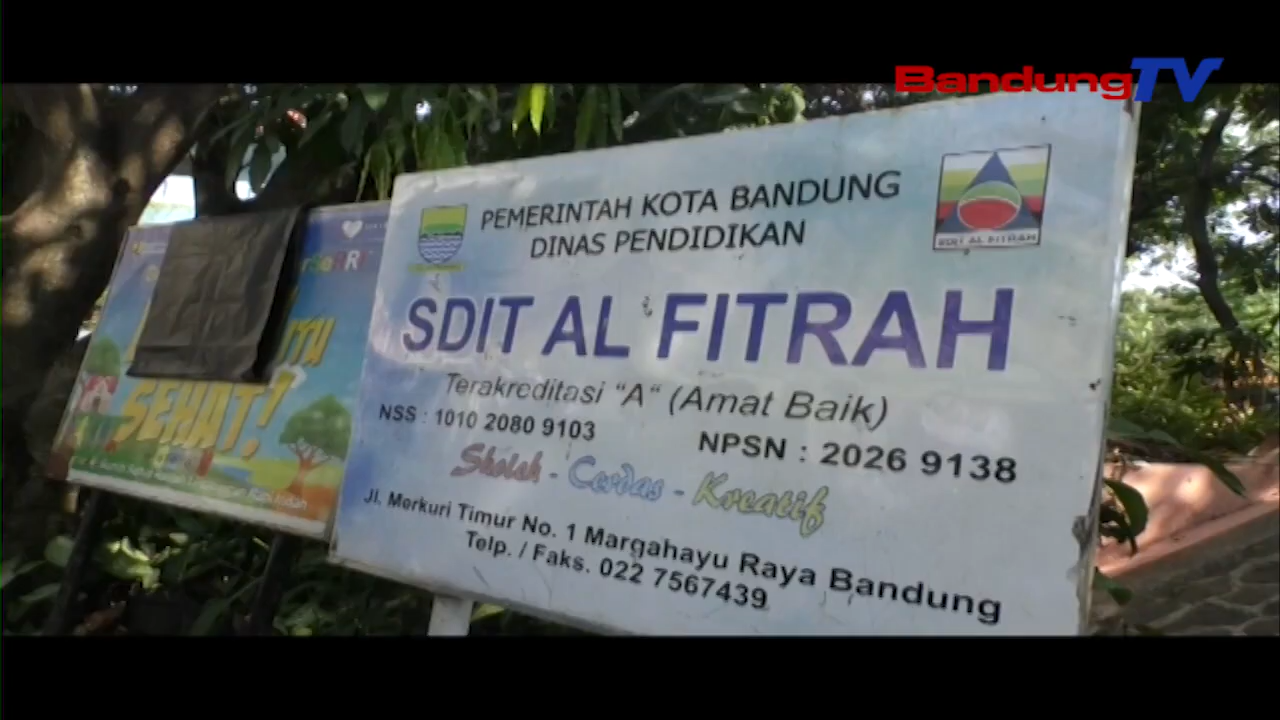 BandungTV
PEMERINTAH KOTA BANDUNG
DINAS PENDIDIKAN
SDIT AL FITRAH
SDIT AL FITRAH
Terakreditasi "A" (Amat Baik)
NSS : 1010 2080 9103
NPSN : 2026 9138
Sholeh - Cerdas - Kreatif
Jl. Merkuri Timur No. 1 Margahayu Raya Bandung
Telp. / Faks. 022 7567439
SEHAT!